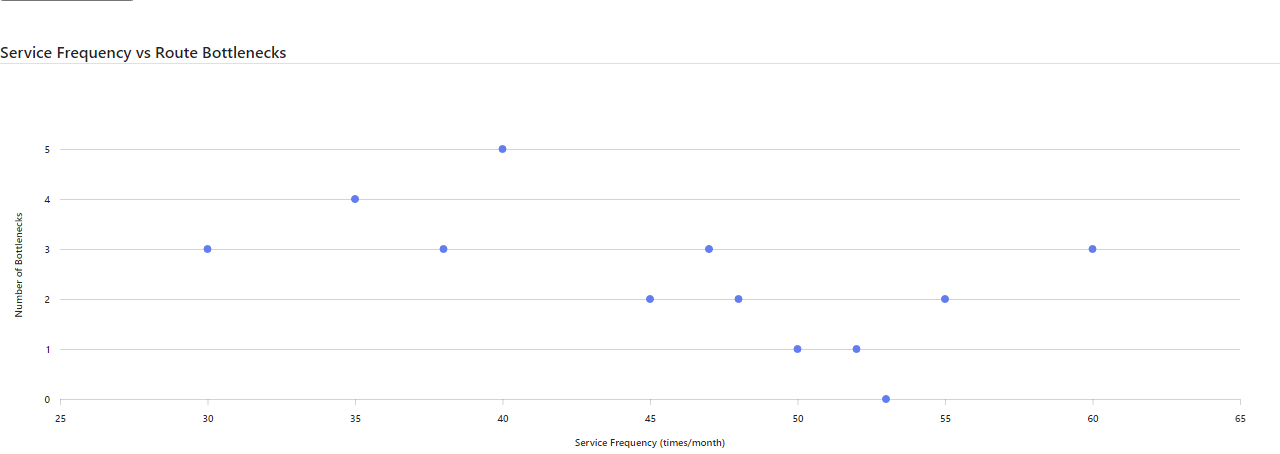 Service Frequency vs Route Bottlenecks
5
4
3
2
1
0
Number of Bottlenecks
25 30 35 40 45 50 55 60 65
Service Frequency (times/month)